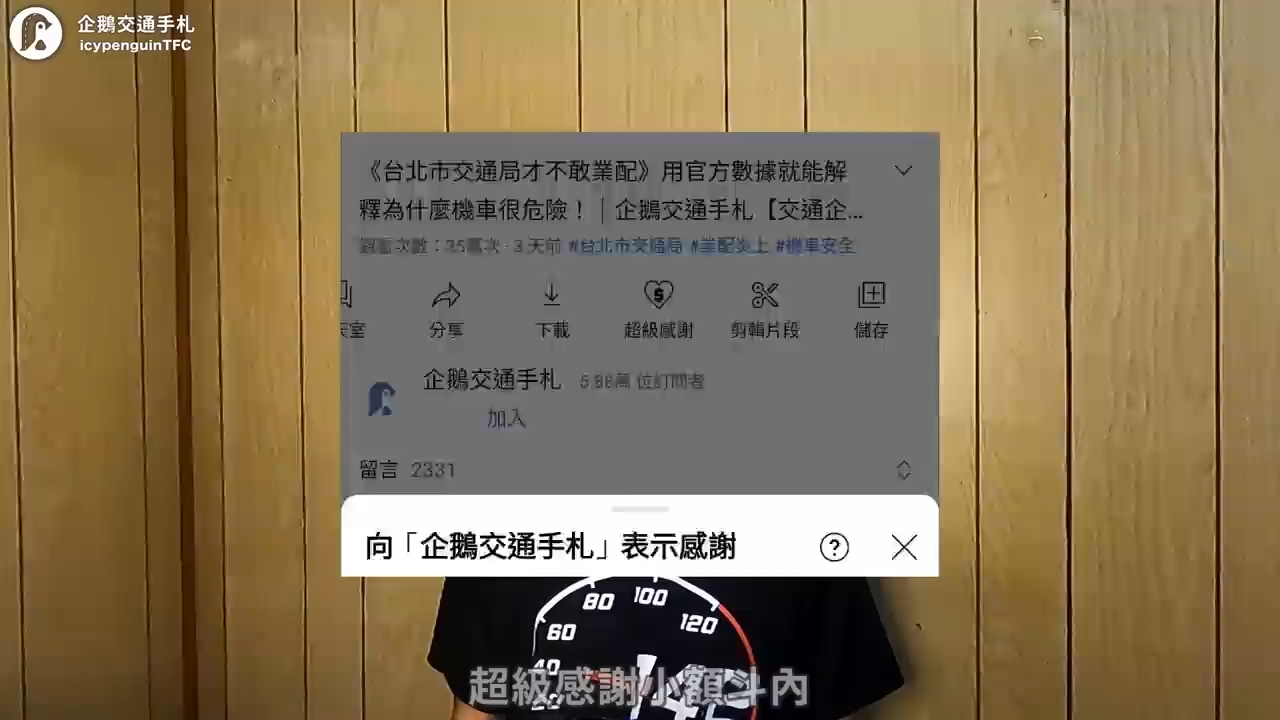 企鵝交通手札
icypenguinTFC
《台北市交通局才不敢業配》用官方數據就能解
釋為什麼機車很危險！｜企鵝交通手札【交通企...
觀看次數：35萬次 · 3 天前 #台北市交通局 #業配炎上 #機車安全
分享
下載
超級感謝
剪輯片段
儲存
企鵝交通手札 5.88萬 位訂閱者
加入
留言 2331
向「企鵝交通手札」表示感謝
80
100
60
120
40
超級感謝小額斗內